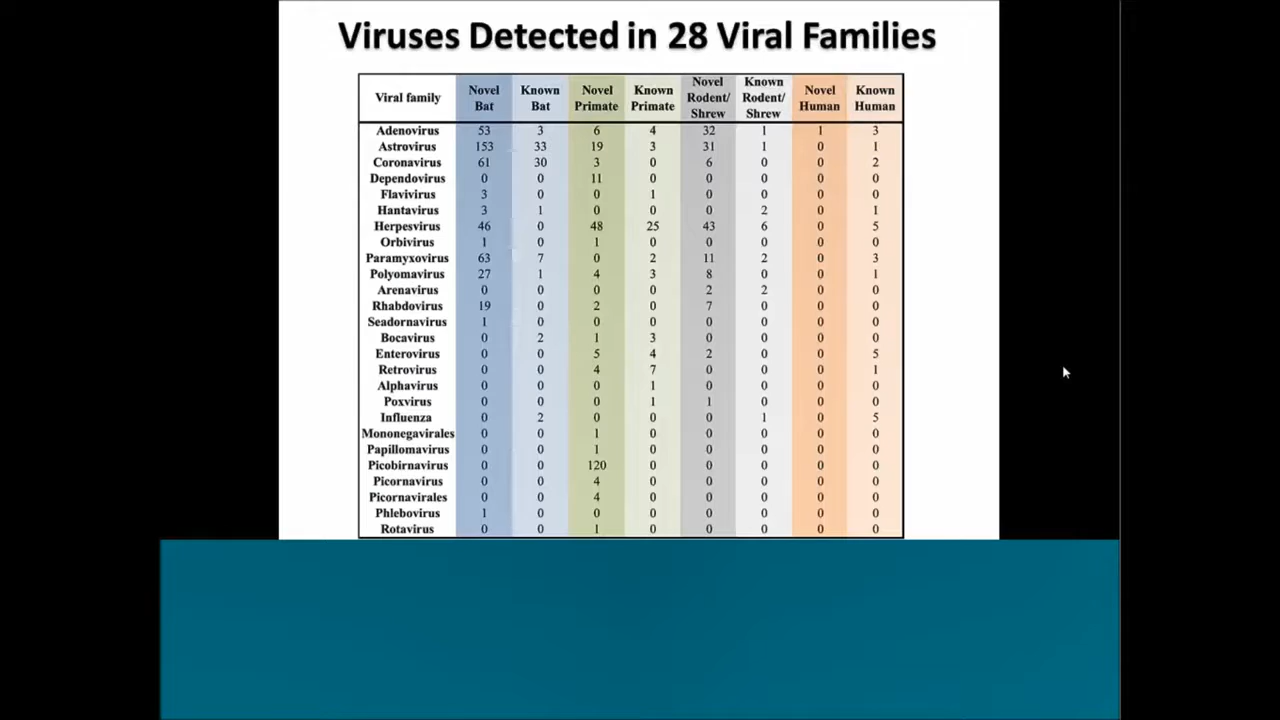 Viruses Detected in 28 Viral Families
Viral family Novel Bat Known Bat Novel Primate Known Primate Novel Rodent/ Shrew Known Rodent/ Shrew Novel Human Known Human
Adenovirus 53 3 6 4 32 1 1 3
Astrovirus 153 33 19 3 31 1 0 1
Coronavirus 61 30 3 0 6 0 0 2
Dependovirus 0 0 11 0 0 0 0 0
Flavivirus 3 0 0 1 0 0 0 0
Hantavirus 3 1 0 0 0 2 0 1
Herpesvirus 46 0 48 25 43 6 0 5
Orbivirus 1 0 1 0 0 0 0 0
Paramyxovirus 63 7 0 2 11 2 0 3
Polyomavirus 27 1 4 3 8 0 0 1
Arenavirus 0 0 0 0 2 2 0 0
Rhabdovirus 19 0 2 0 7 0 0 0
Seadornavirus 1 0 0 0 0 0 0 0
Bocavirus 0 2 1 3 0 0 0 0
Enterovirus 0 0 5 4 2 0 0 5
Retrovirus 0 0 4 7 0 0 0 1
Alphavirus 0 0 0 1 0 0 0 0
Poxvirus 0 0 0 1 1 0 0 0
Influenza 0 2 0 0 0 1 0 5
Mononegavirales 0 0 1 0 0 0 0 0
Papillomavirus 0 0 1 0 0 0 0 0
Picobirnavirus 0 0 120 0 0 0 0 0
Picornavirus 0 0 4 0 0 0 0 0
Picornavirales 0 0 4 0 0 0 0 0
Phlebovirus 1 0 0 0 0 0 0 0
Rotavirus 0 0 1 0 0 0 0 0